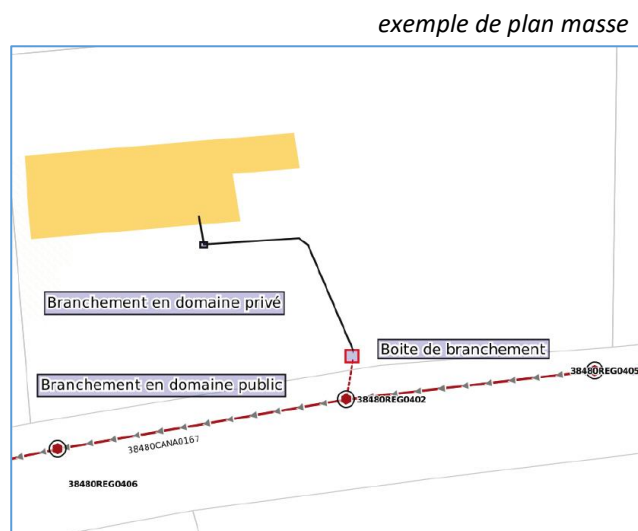 exemple de plan masse
Branchement en domaine privé
Boite de branchement
38480REG0405
Branchement en domaine public
38480REG0402
38480CANA0167
38480REG0406